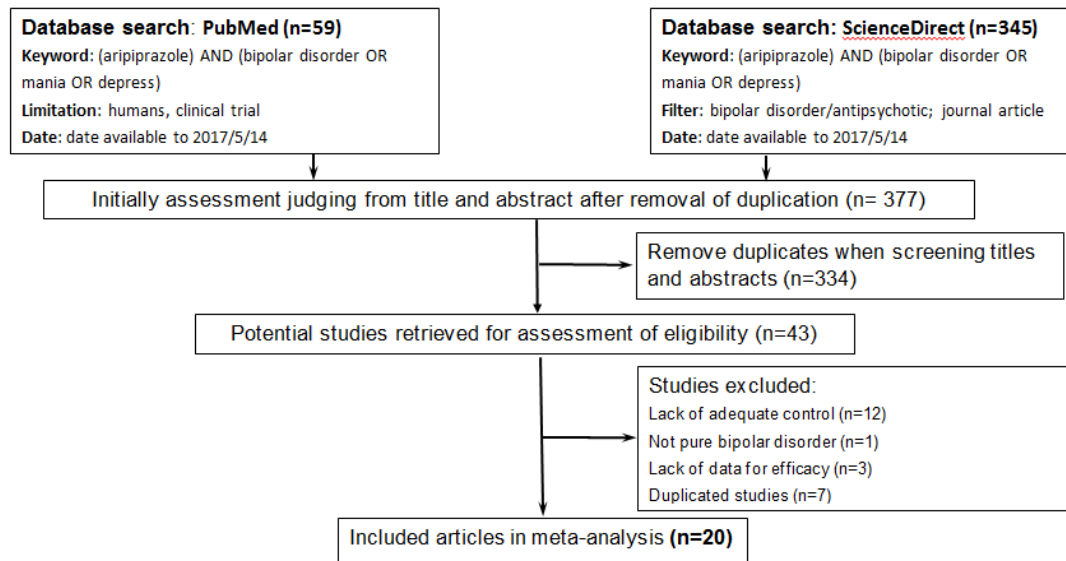 Database search: PubMed (n=59)
Keyword: (aripiprazole) AND (bipolar disorder OR
mania OR depress)
Limitation: humans, clinical trial
Date: date available to 2017/5/14
Database search: ScienceDirect (n=345)
Keyword: (aripiprazole) AND (bipolar disorder OR
mania OR depress)
Filter: bipolar disorder/antipsychotic; journal article
Date: date available to 2017/5/14
Initially assessment judging from title and abstract after removal of duplication (n= 377)
Remove duplicates when screening titles
and abstracts (n=334)
Potential studies retrieved for assessment of eligibility (n=43)
Studies excluded:
Lack of adequate control (n=12)
Not pure bipolar disorder (n=1)
Lack of data for efficacy (n=3)
Duplicated studies (n=7)
Included articles in meta-analysis (n=20)